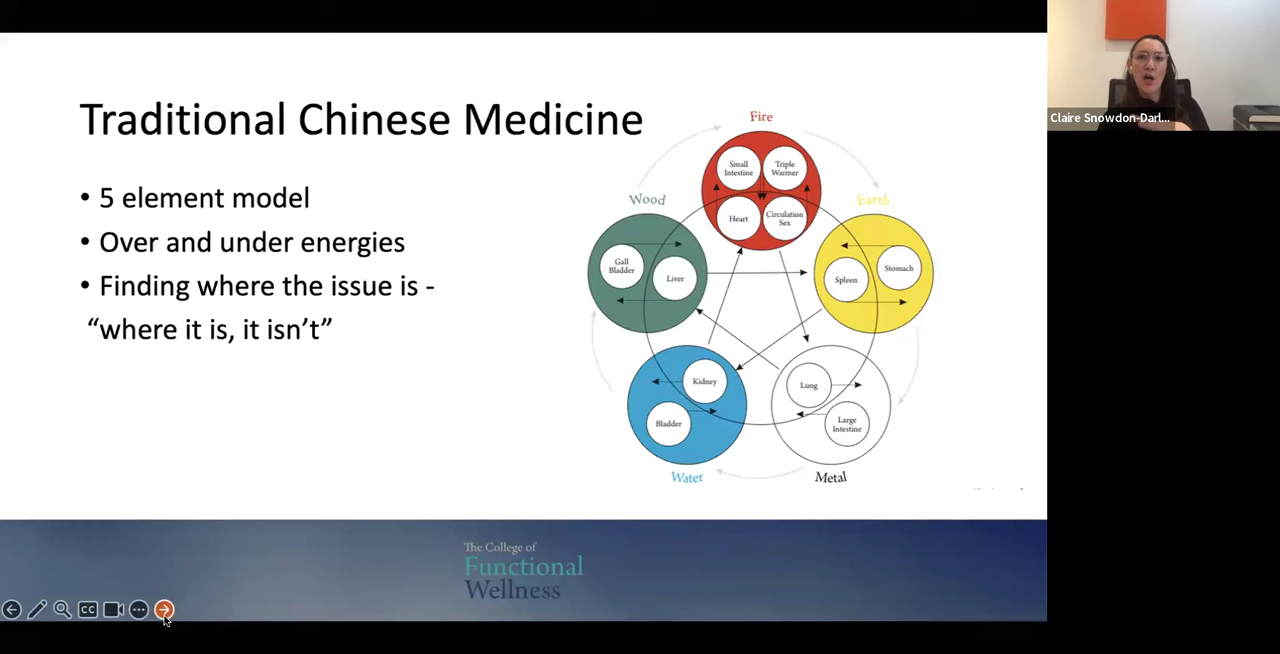 Traditional Chinese Medicine
• 5 element model
• Over and under energies
• Finding where the issue is -
“where it is, it isn’t”
Fire
Small
Intestine
Triple
Warmer
Heart
Circulation
Sex
Wood
Gall
Bladder
Liver
Earth
Spleen
Stomach
Kidney
Bladder
Water
Lung
Large
Intestine
Metal
The College of
Functional
Wellness
CC
Claire Snowdon-Darl...